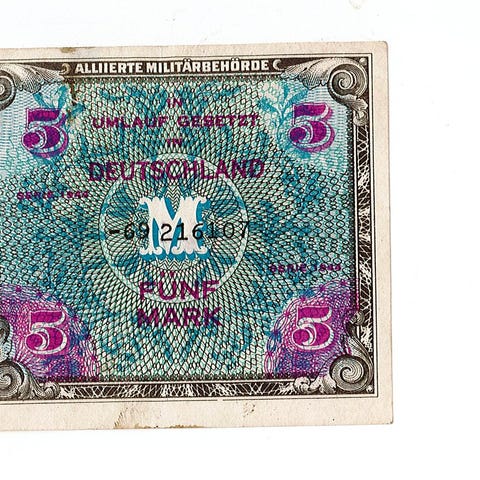 ALLIIERTE MILITÄRBEHÖRDE
5 IN 5
UMLAUF GESETZT
IN
DEUTSCHLAND
SERIE 1944
M
-69 216107
SERIE 1944
FÜNF
MARK
5 5